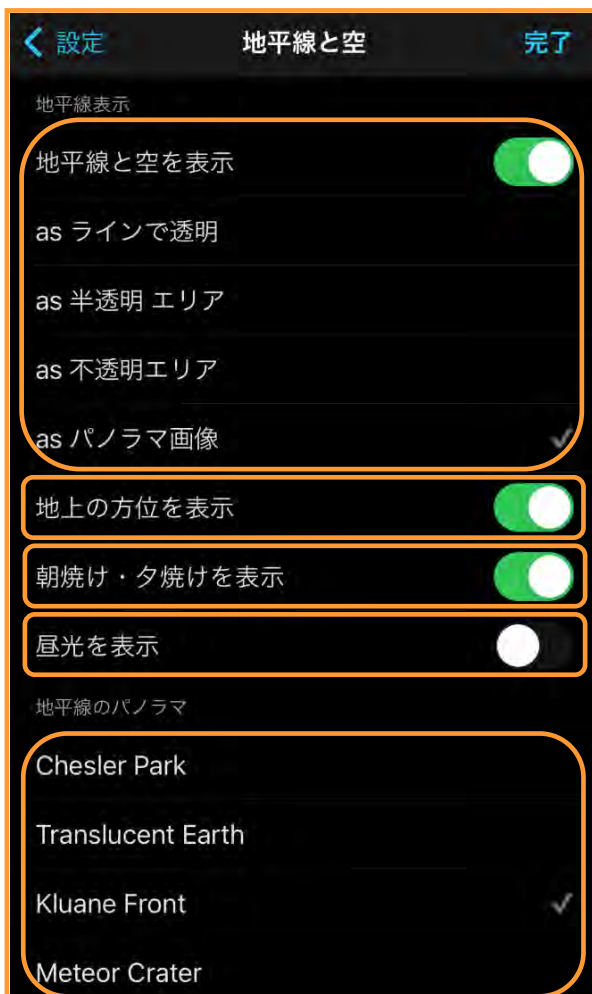 設定 地平線と空 完了
地平線表示
地平線と空を表示
as ラインで透明
as 半透明 エリア
as 不透明エリア
as パノラマ画像
地上の方位を表示
朝焼け・夕焼けを表示
昼光を表示
地平線のパノラマ
Chesler Park
Translucent Earth
Kluane Front
Meteor Crater